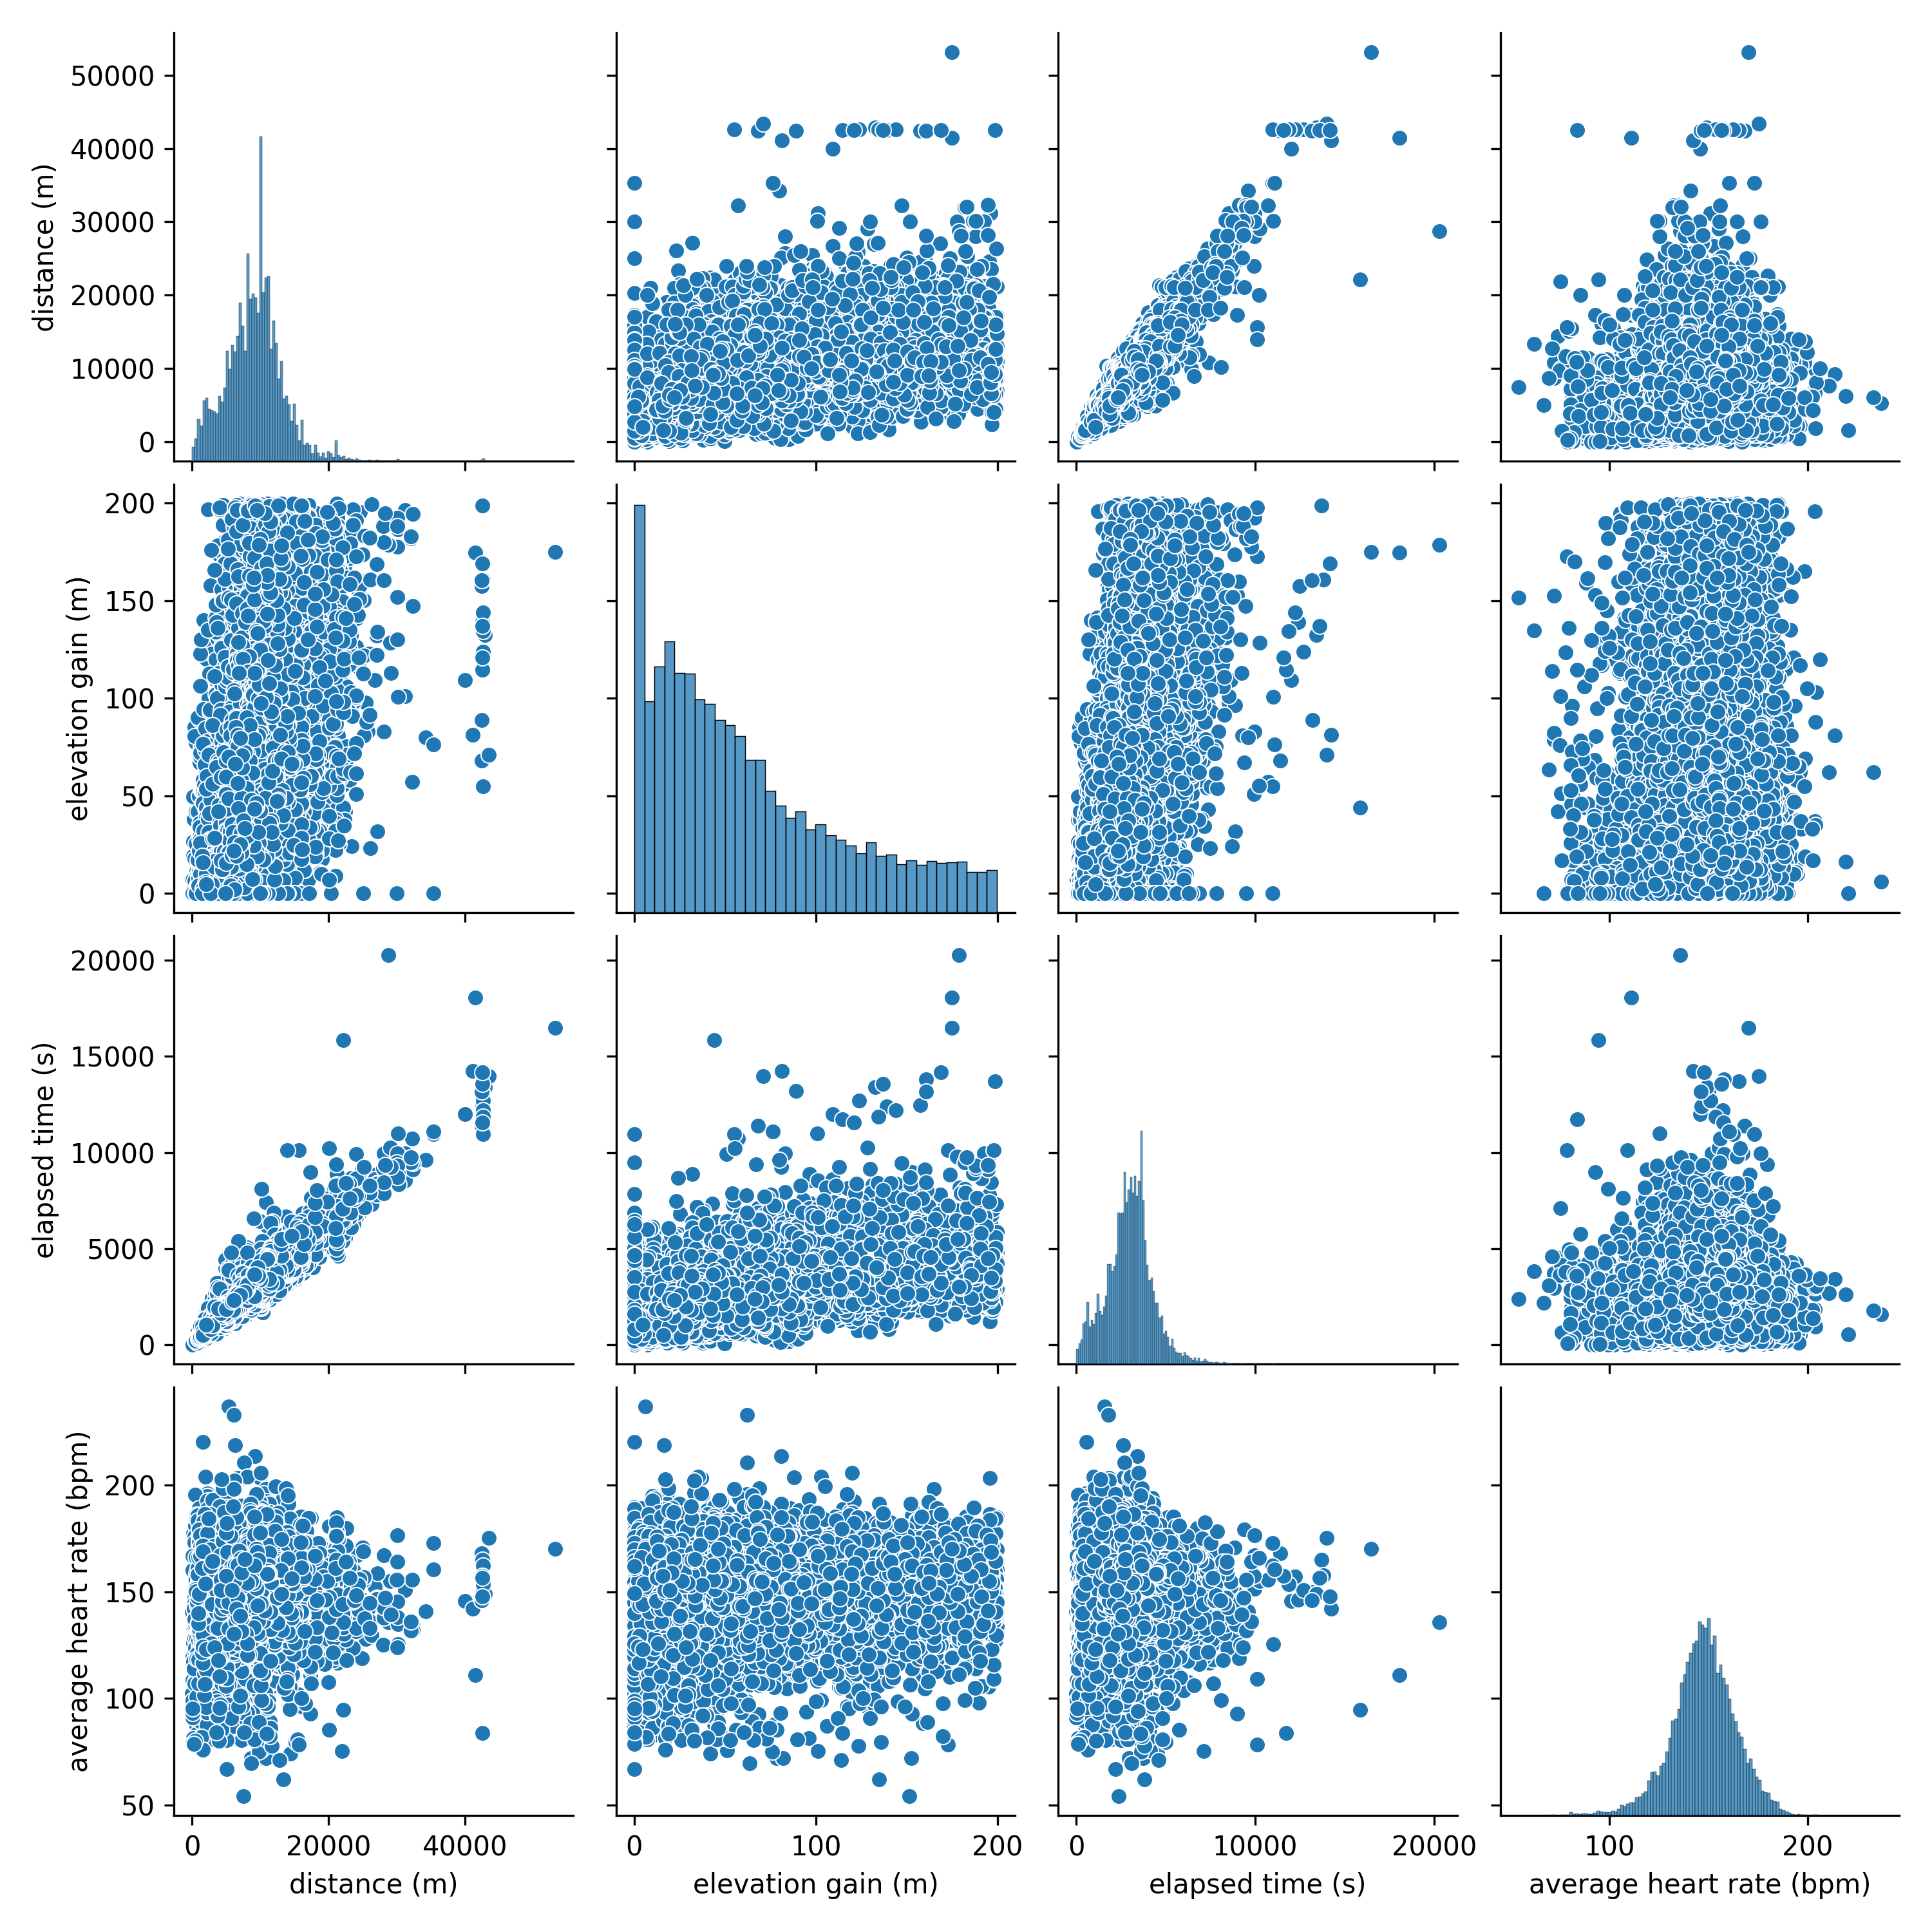 distance (m)
50000
40000
30000
20000
10000
0
elevation gain (m)
200
150
100
50
0
elapsed time (s)
20000
15000
10000
5000
0
average heart rate (bpm)
200
150
100
50
0 20000 40000
0 100 200
0 10000 20000
100 200
distance (m)
elevation gain (m)
elapsed time (s)
average heart rate (bpm)